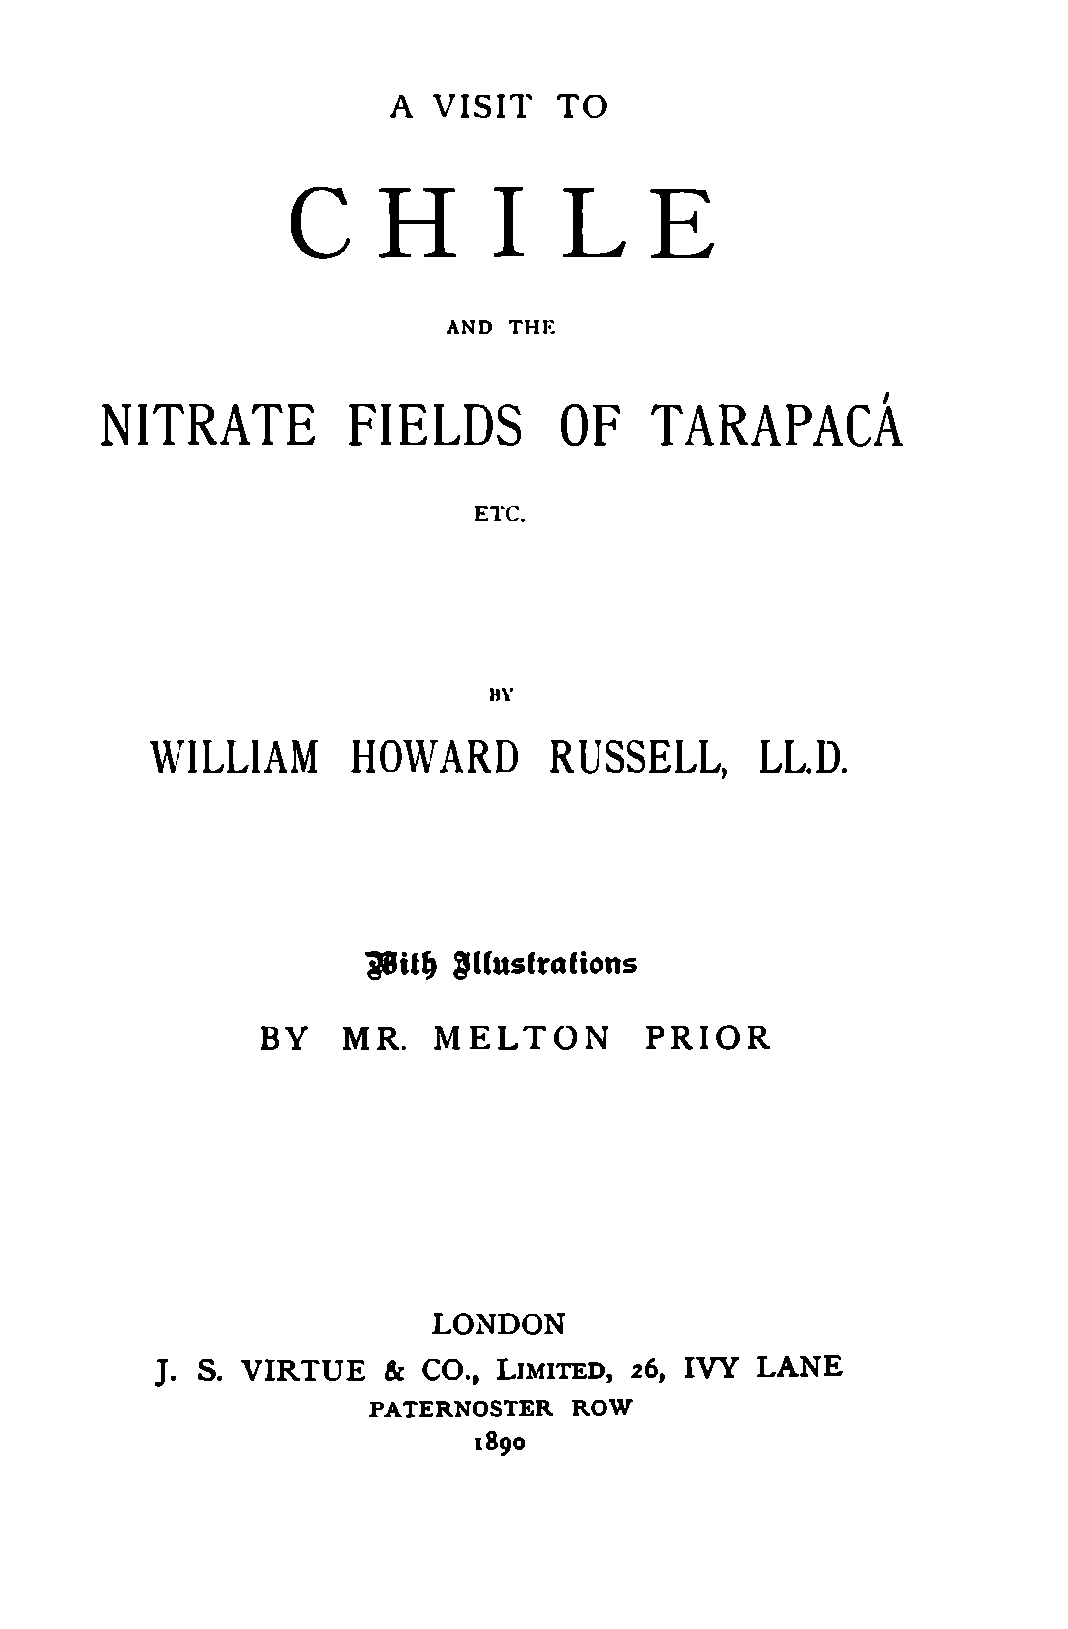 A VISIT TO
CHILE
AND THE
NITRATE FIELDS OF TARAPACÁ
ETC.
BY
WILLIAM HOWARD RUSSELL, LL.D.
With Illustrations
BY MR. MELTON PRIOR
LONDON
J. S. VIRTUE & CO., LIMITED, 26, IVY LANE
PATERNOSTER ROW
1890